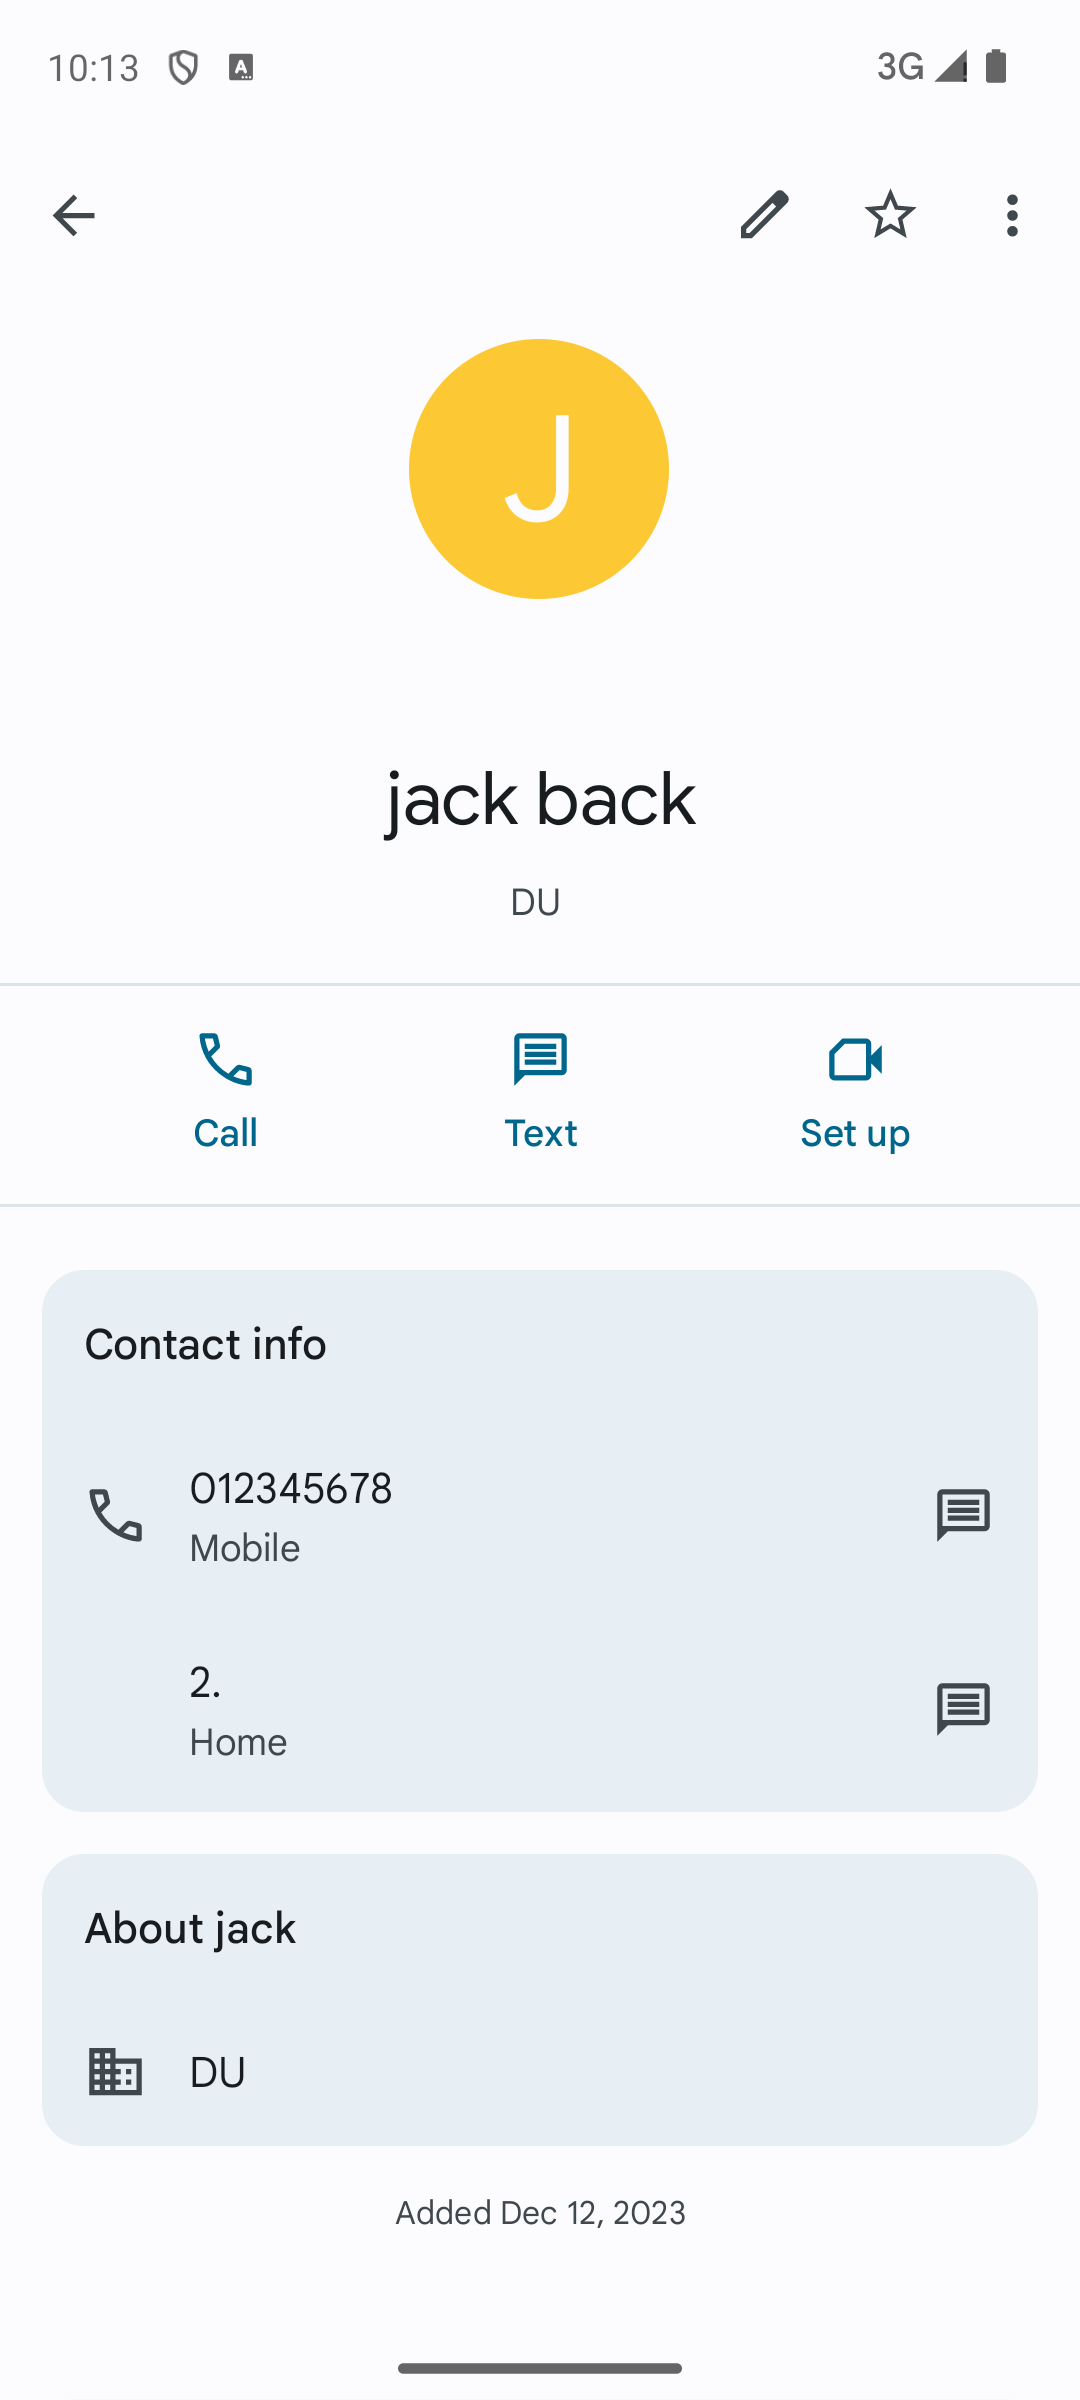 10:13
3G
J
jack back
DU
Call
Text
Set up
Contact info
012345678
Mobile
2.
Home
About jack
DU
Added Dec 12, 2023